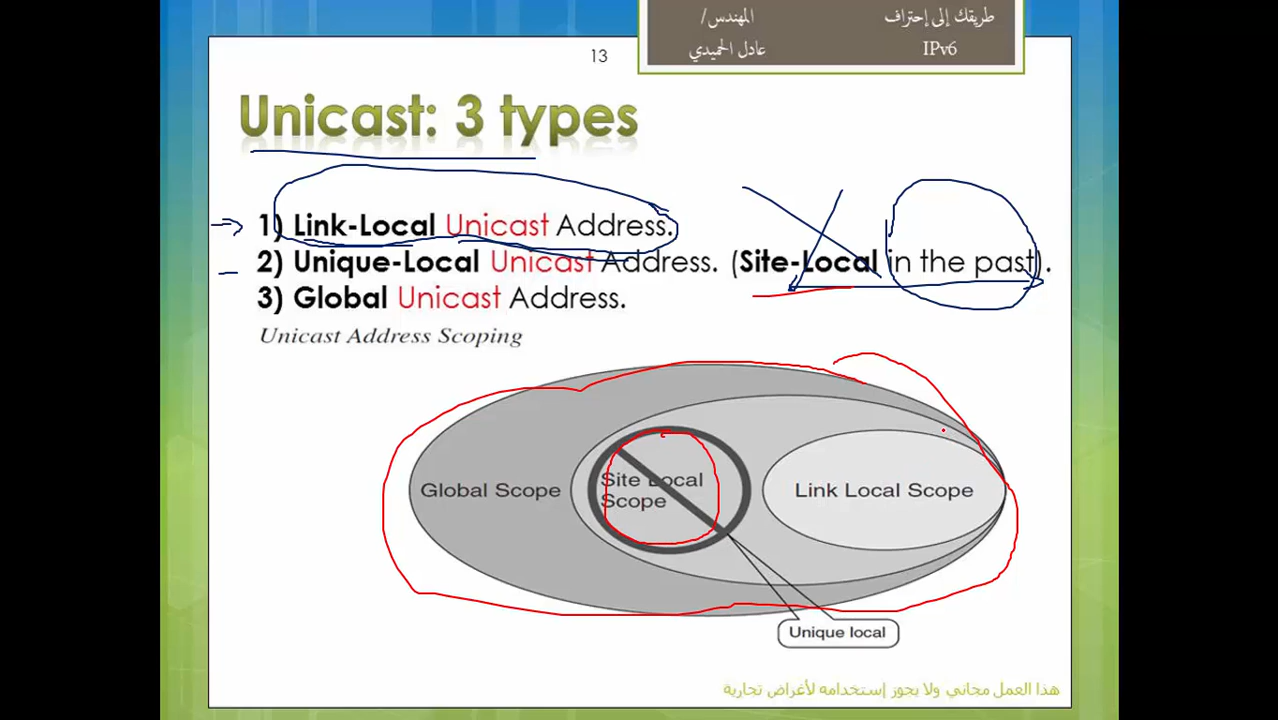 طريقك إلى إحتراف المهندس/
IPv6 عادل الحميدي
13
Unicast: 3 types
1) Link-Local Unicast Address.
2) Unique-Local Unicast Address. (Site-Local in the past).
3) Global Unicast Address.
Unicast Address Scoping
Global Scope
Site Local
Scope
Link Local Scope
Unique local
هذا العمل مجاني ولا يجوز إستخدامه لأغراض تجارية